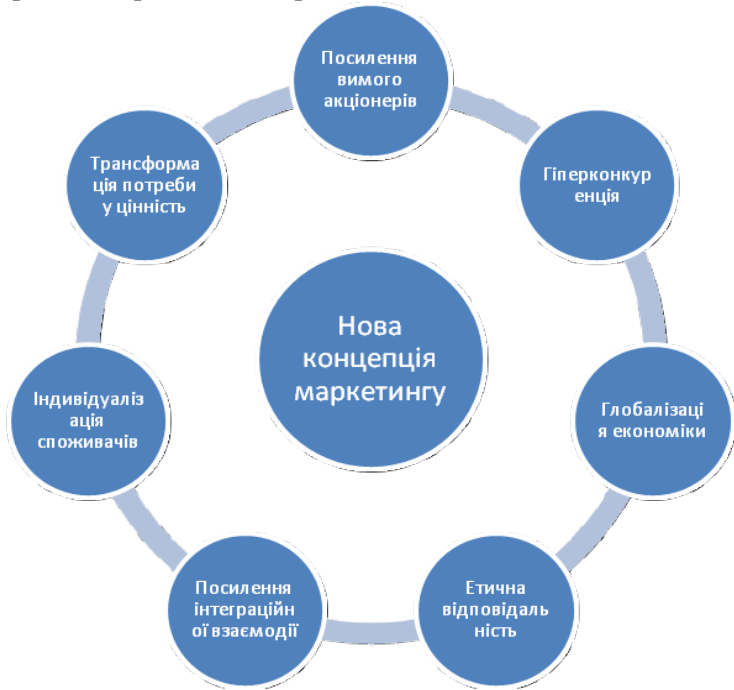 Посилення
вимого
акціонерів
Трансформа
ція потреби
у цінність
Гіперконкур
енція
Нова
концепція
маркетингу
Індивідуаліз
ація
споживачів
Глобалізаці
я економіки
Посилення
інтеграційн
ої взаємодії
Етична
відповідаль
ність